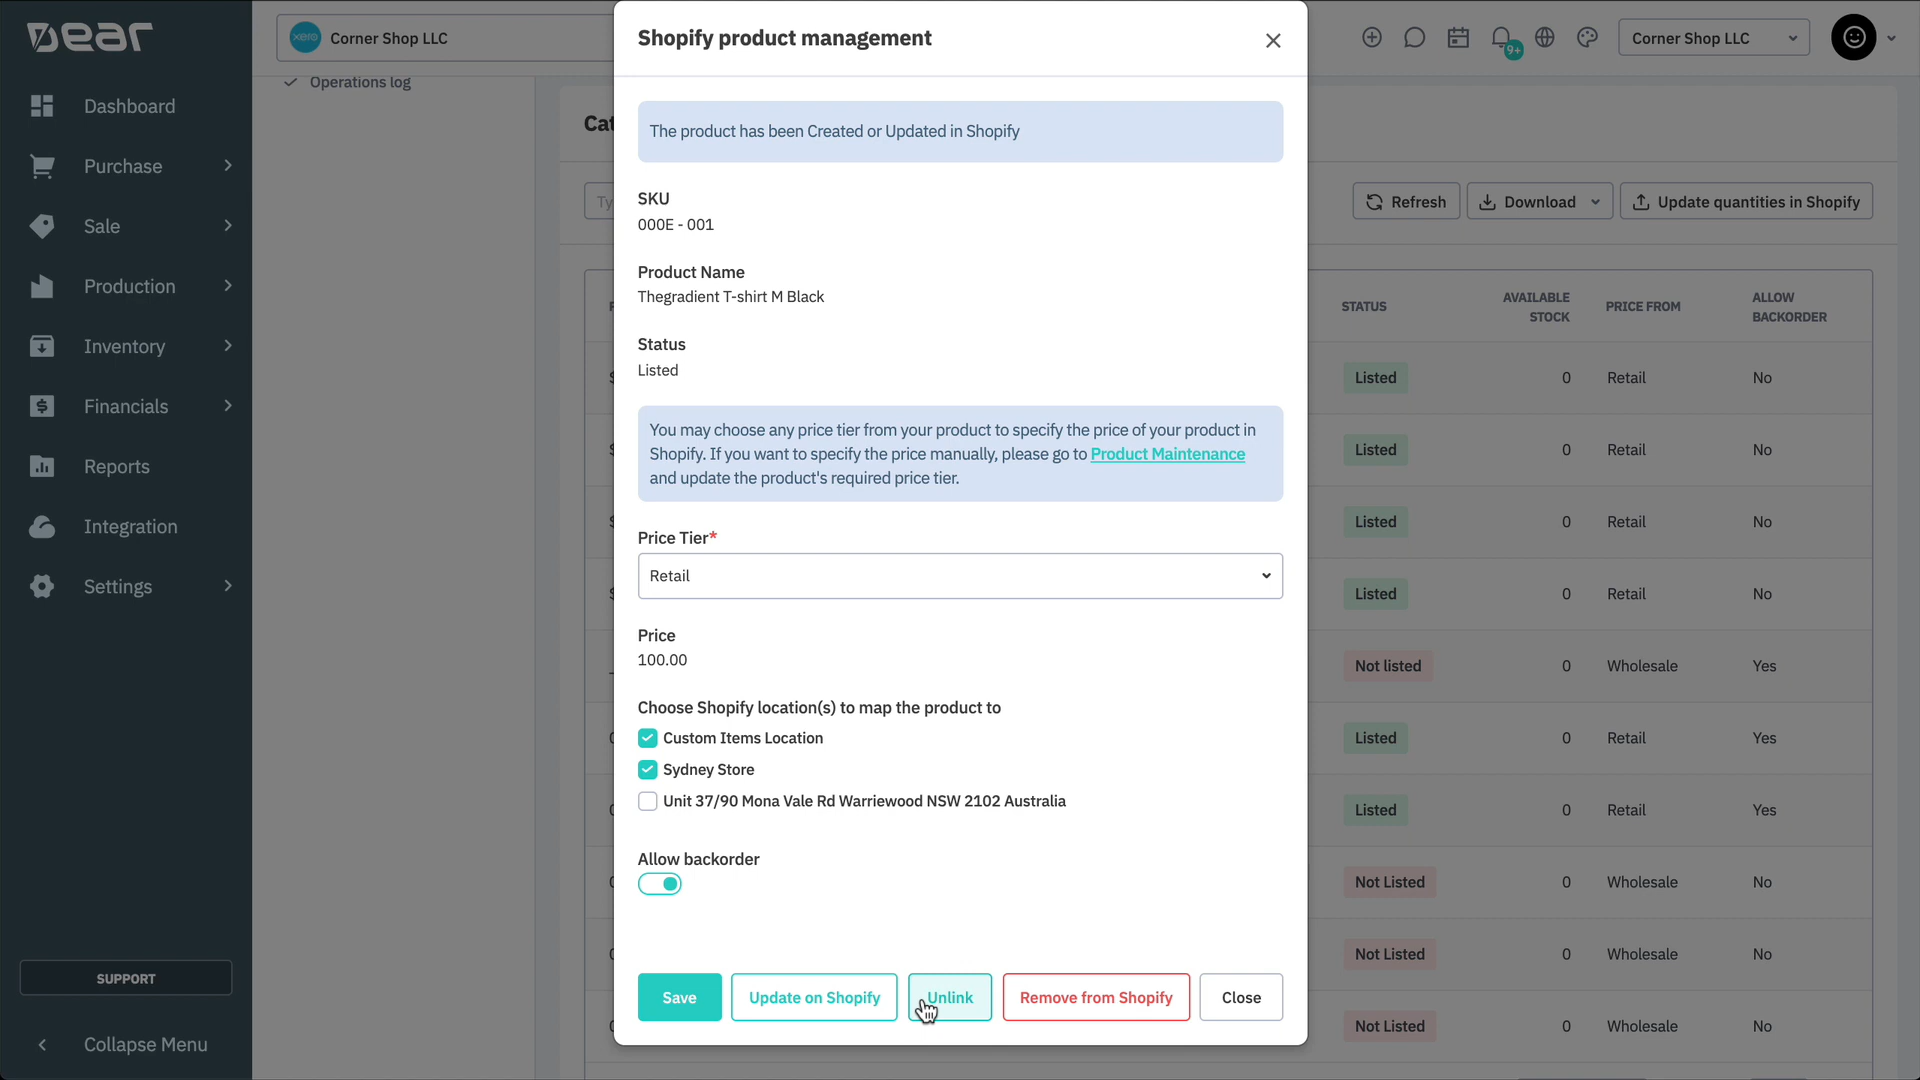 Dear
Dashboard
Purchase
Sale
Production
Inventory
Financials
Reports
Integration
Settings
SUPPORT
Collapse Menu
xero
Corner Shop LLC
Operations log
9+
Corner Shop LLC
Refresh
Download
Update quantities in Shopify
STATUS
AVAILABLE
STOCK
PRICE FROM
ALLOW
BACKORDER
Listed 0 Retail No
Listed 0 Retail No
Listed 0 Retail No
Listed 0 Retail No
Not listed 0 Wholesale Yes
Listed 0 Retail Yes
Listed 0 Retail Yes
Not Listed 0 Wholesale No
Not Listed 0 Wholesale No
Not Listed 0 Wholesale No
Shopify product management
The product has been Created or Updated in Shopify
SKU
000E - 001
Product Name
Thegradient T-shirt M Black
Status
Listed
You may choose any price tier from your product to specify the price of your product in
Shopify. If you want to specify the price manually, please go to Product Maintenance
and update the product's required price tier.
Price Tier*
Retail
Price
100.00
Choose Shopify location(s) to map the product to
Custom Items Location
Sydney Store
Unit 37/90 Mona Vale Rd Warriewood NSW 2102 Australia
Allow backorder
Save
Update on Shopify
Unlink
Remove from Shopify
Close